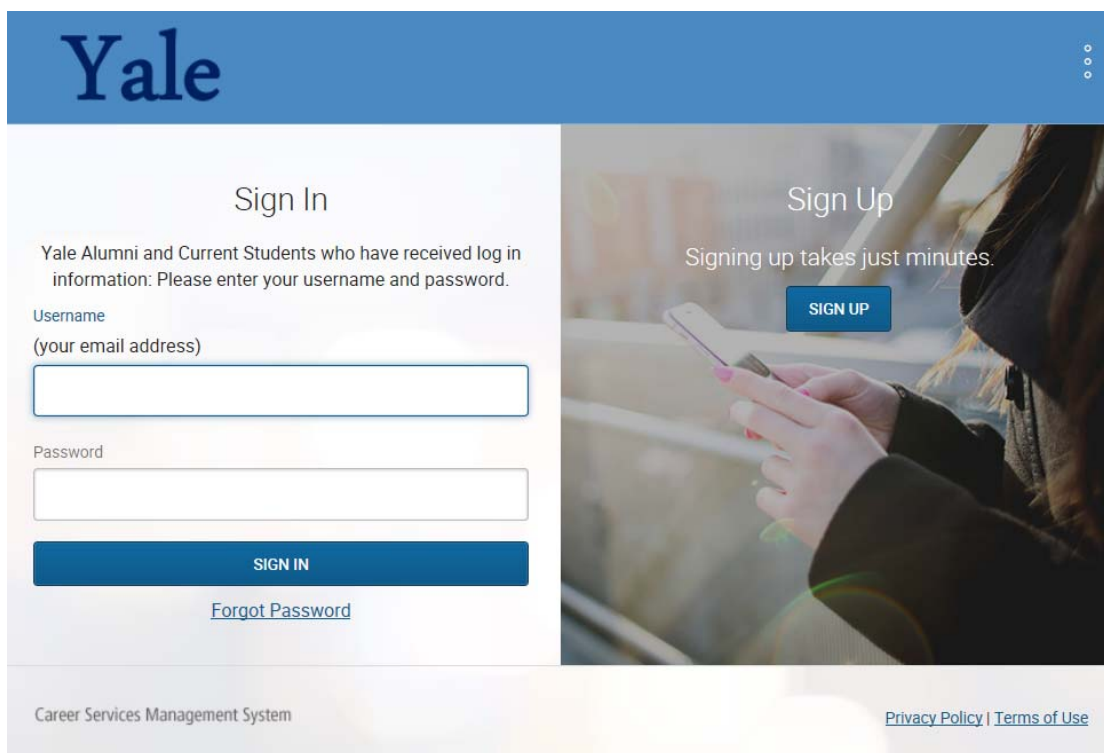 Yale
Sign In
Yale Alumni and Current Students who have received log in
information: Please enter your username and password.
Username
(your email address)
Password
SIGN IN
Forgot Password
Sign Up
Signing up takes just minutes.
SIGN UP
Career Services Management System
Privacy Policy | Terms of Use